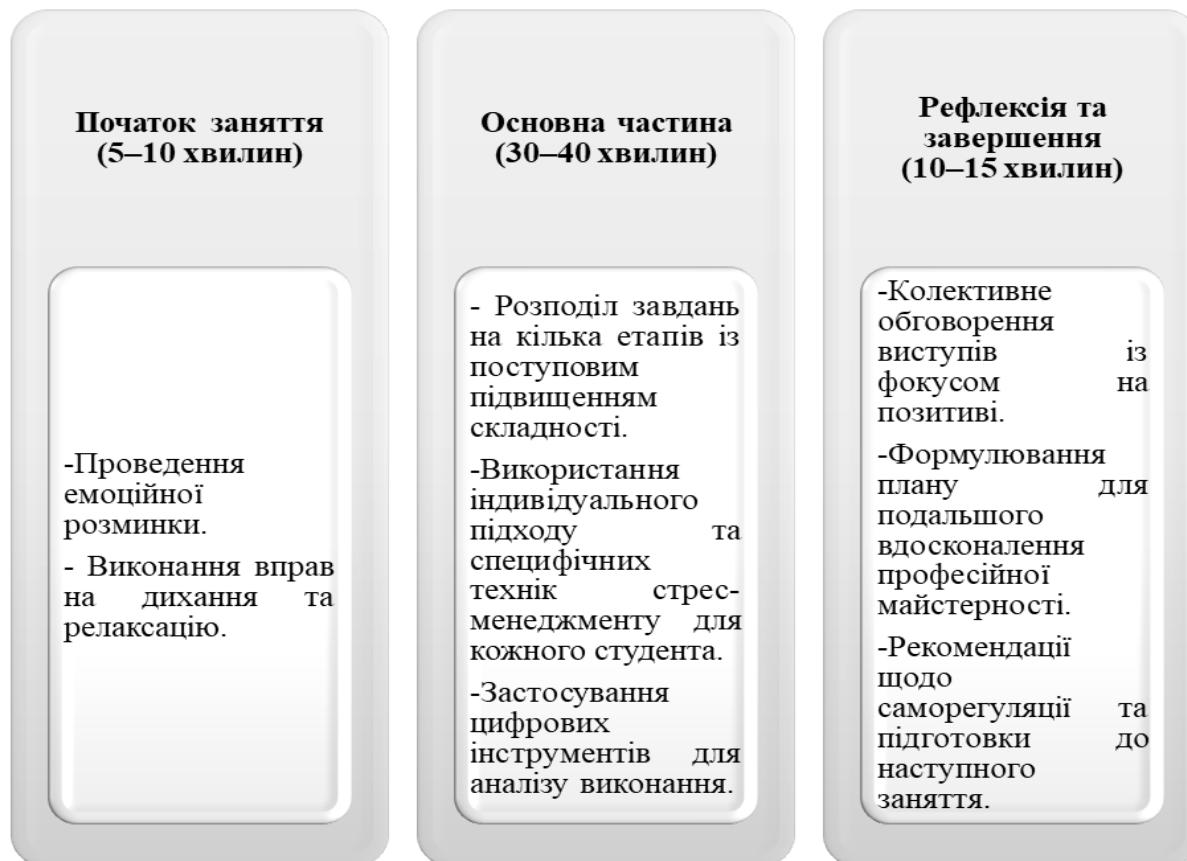 Початок заняття
(5–10 хвилин)
-Проведення
емоційної
розминки.
- Виконання вправ
на дихання та
релаксацію.
Основна частина
(30–40 хвилин)
- Розподіл завдань
на кілька етапів із
поступовим
підвищенням
складності.
-Використання
індивідуального
підходу та
специфічних
технік стрес-
менеджменту для
кожного студента.
-Застосування
цифрових
інструментів для
аналізу виконання.
Рефлексія та
завершення
(10–15 хвилин)
-Колективне
обговорення
виступів із
фокусом на
позитиві.
-Формулювання
плану для
подальшого
вдосконалення
професійної
майстерності.
-Рекомендації
щодо
саморегуляції та
підготовки до
наступного
заняття.